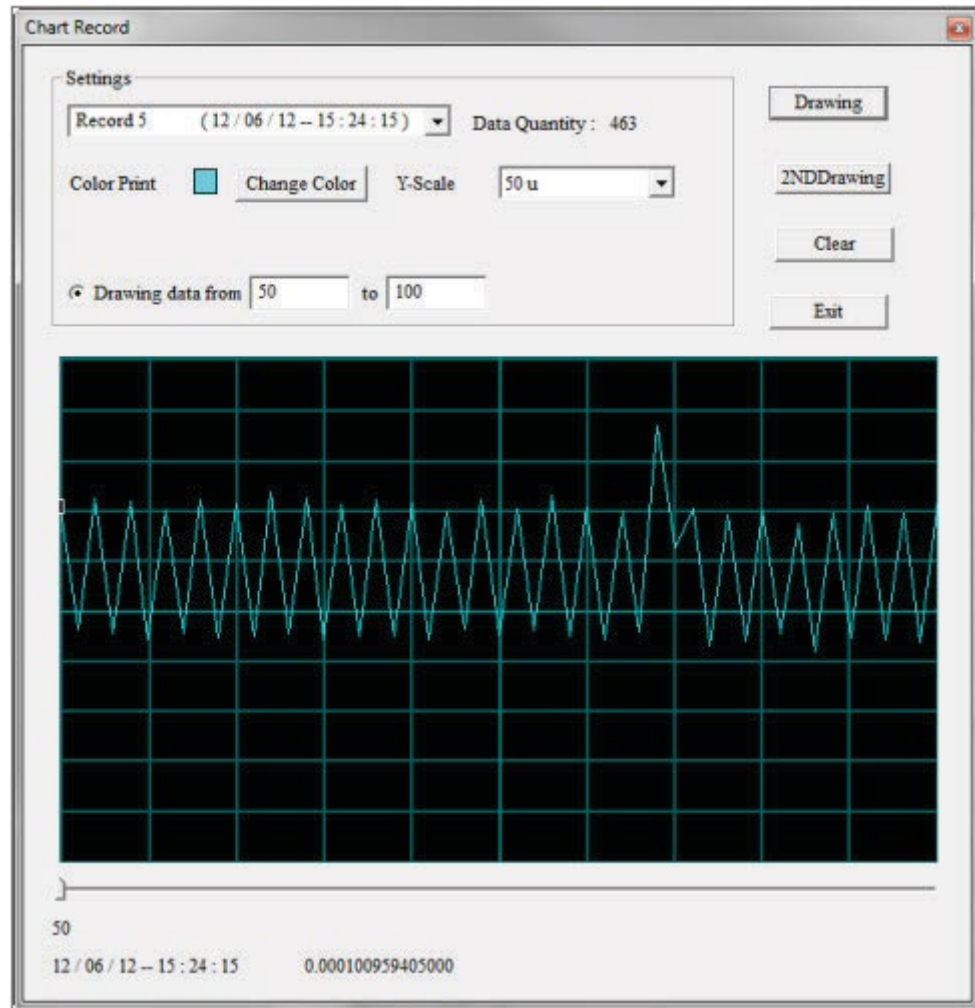 Chart Record
Settings
Record 5 ( 12 / 06 / 12 -- 15 : 24 : 15 ) Data Quantity : 463
Drawing
Color Print Change Color Y-Scale 50 u
2NDDrawing
Clear
Drawing data from 50 to 100
Exit
50
12 / 06 / 12 -- 15 : 24 : 15 0.000100959405000